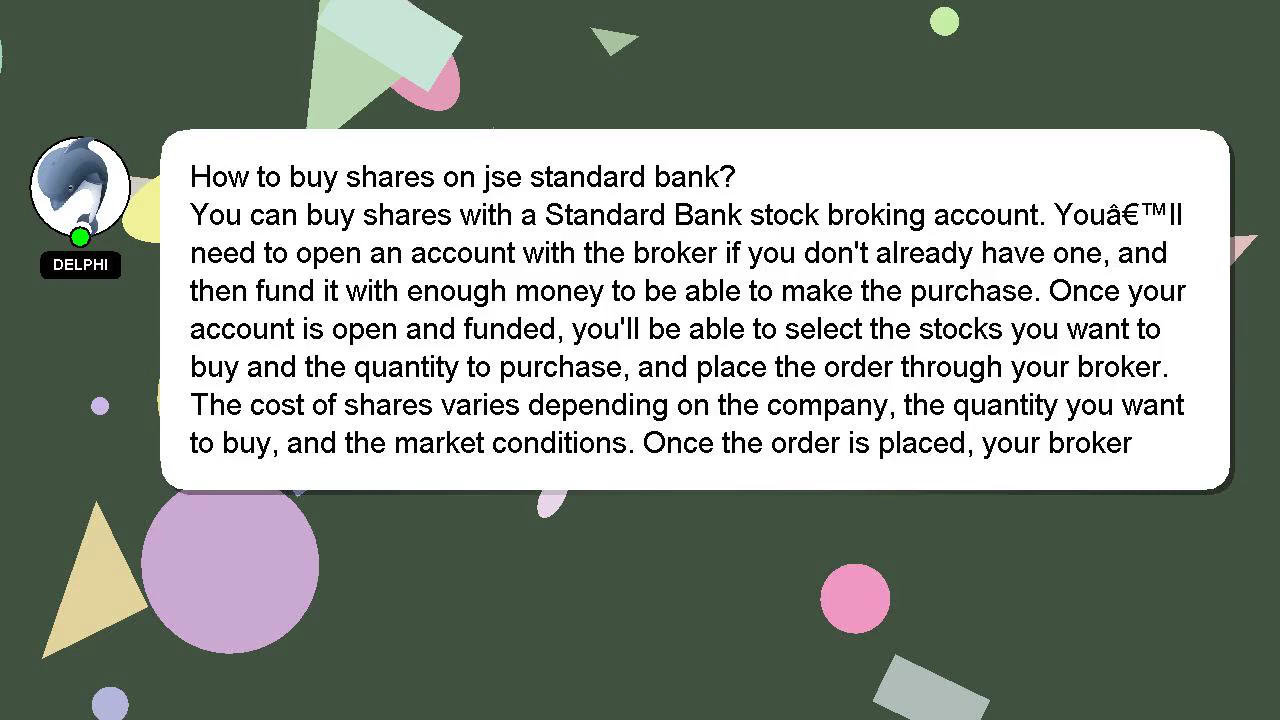 How to buy shares on jse standard bank?
You can buy shares with a Standard Bank stock broking account. Youâ€™ll
need to open an account with the broker if you don't already have one, and
then fund it with enough money to be able to make the purchase. Once your
account is open and funded, you'll be able to select the stocks you want to
buy and the quantity to purchase, and place the order through your broker.
The cost of shares varies depending on the company, the quantity you want
to buy, and the market conditions. Once the order is placed, your broker
DELPHI